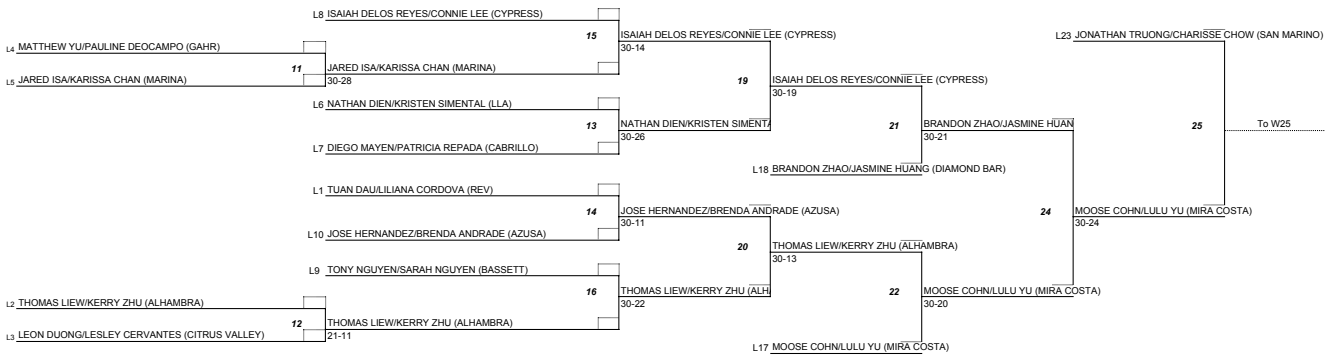 L8 ISAIAH DELOS REYES/CONNIE LEE (CYPRESS)
15 ISAIAH DELOS REYES/CONNIE LEE (CYPRESS)
30-14
L23 JONATHAN TRUONG/CHARISSE CHOW (SAN MARINO)
L4 MATTHEW YU/PAULINE DEOCAMPO (GAHR)
11 JARED ISA/KARISSA CHAN (MARINA)
30-28
L5 JARED ISA/KARISSA CHAN (MARINA)
19 ISAIAH DELOS REYES/CONNIE LEE (CYPRESS)
30-19
L6 NATHAN DIEN/KRISTEN SIMENTAL (LLA)
13 NATHAN DIEN/KRISTEN SIMENTA
30-26
21 BRANDON ZHAO/JASMINE HUAN
30-21
25 To W25
L7 DIEGO MAYEN/PATRICIA REPADA (CABRILLO)
L18 BRANDON ZHAO/JASMINE HUANG (DIAMOND BAR)
L1 TUAN DAU/LILIANA CORDOVA (REV)
14 JOSE HERNANDEZ/BRENDA ANDRADE (AZUSA)
30-11
24 MOOSE COHN/LULU YU (MIRA COSTA)
30-24
L10 JOSE HERNANDEZ/BRENDA ANDRADE (AZUSA)
20 THOMAS LIEW/KERRY ZHU (ALHAMBRA)
30-13
L9 TONY NGUYEN/SARAH NGUYEN (BASSETT)
16 THOMAS LIEW/KERRY ZHU (ALH
30-22
22 MOOSE COHN/LULU YU (MIRA COSTA)
30-20
L2 THOMAS LIEW/KERRY ZHU (ALHAMBRA)
12 THOMAS LIEW/KERRY ZHU (ALHAMBRA)
21-11
L3 LEON DUONG/LESLEY CERVANTES (CITRUS VALLEY)
L17 MOOSE COHN/LULU YU (MIRA COSTA)